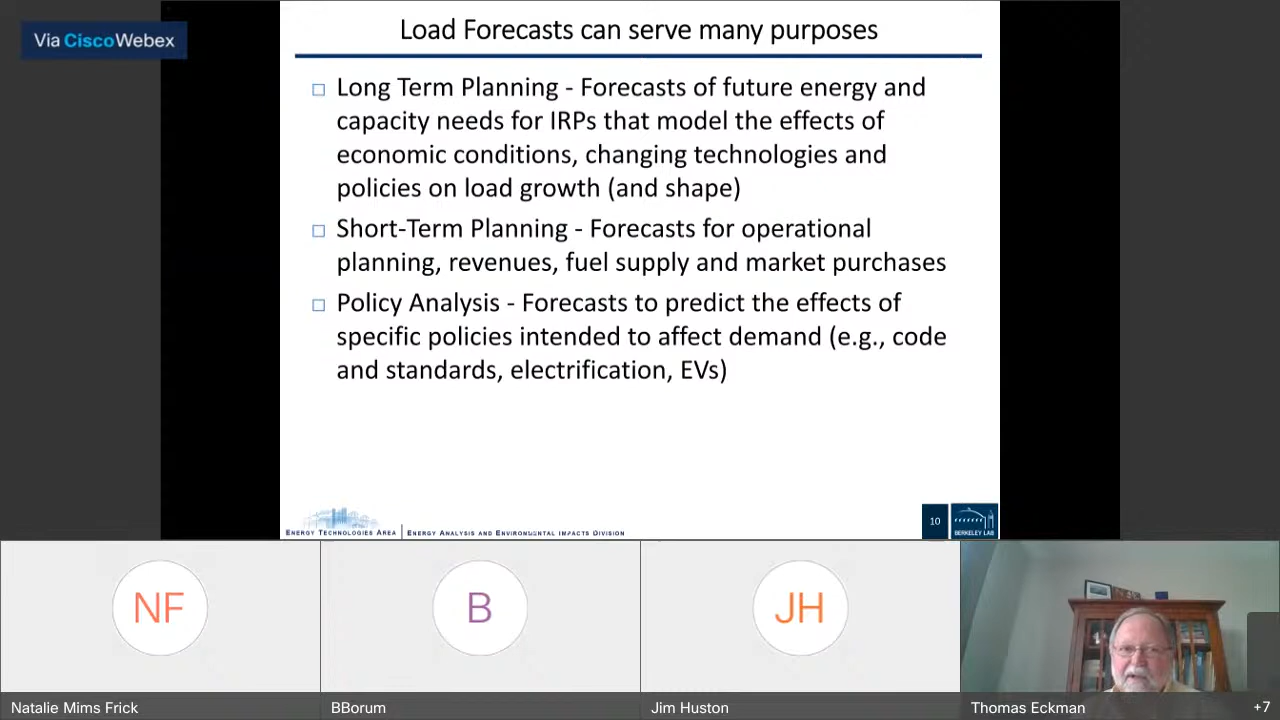 Via Cisco Webex
Load Forecasts can serve many purposes
Long Term Planning - Forecasts of future energy and
capacity needs for IRPs that model the effects of
economic conditions, changing technologies and
policies on load growth (and shape)
Short-Term Planning - Forecasts for operational
planning, revenues, fuel supply and market purchases
Policy Analysis - Forecasts to predict the effects of
specific policies intended to affect demand (e.g., code
and standards, electrification, EVs)
ENERGY TECHNOLOGIES AREA | ENERGY ANALYSIS AND ENVIRONMENTAL IMPACTS DIVISION
10
BERKELEY LAB
NF
B
JH
Natalie Mims Frick
BBorum
Jim Huston
Thomas Eckman
+7